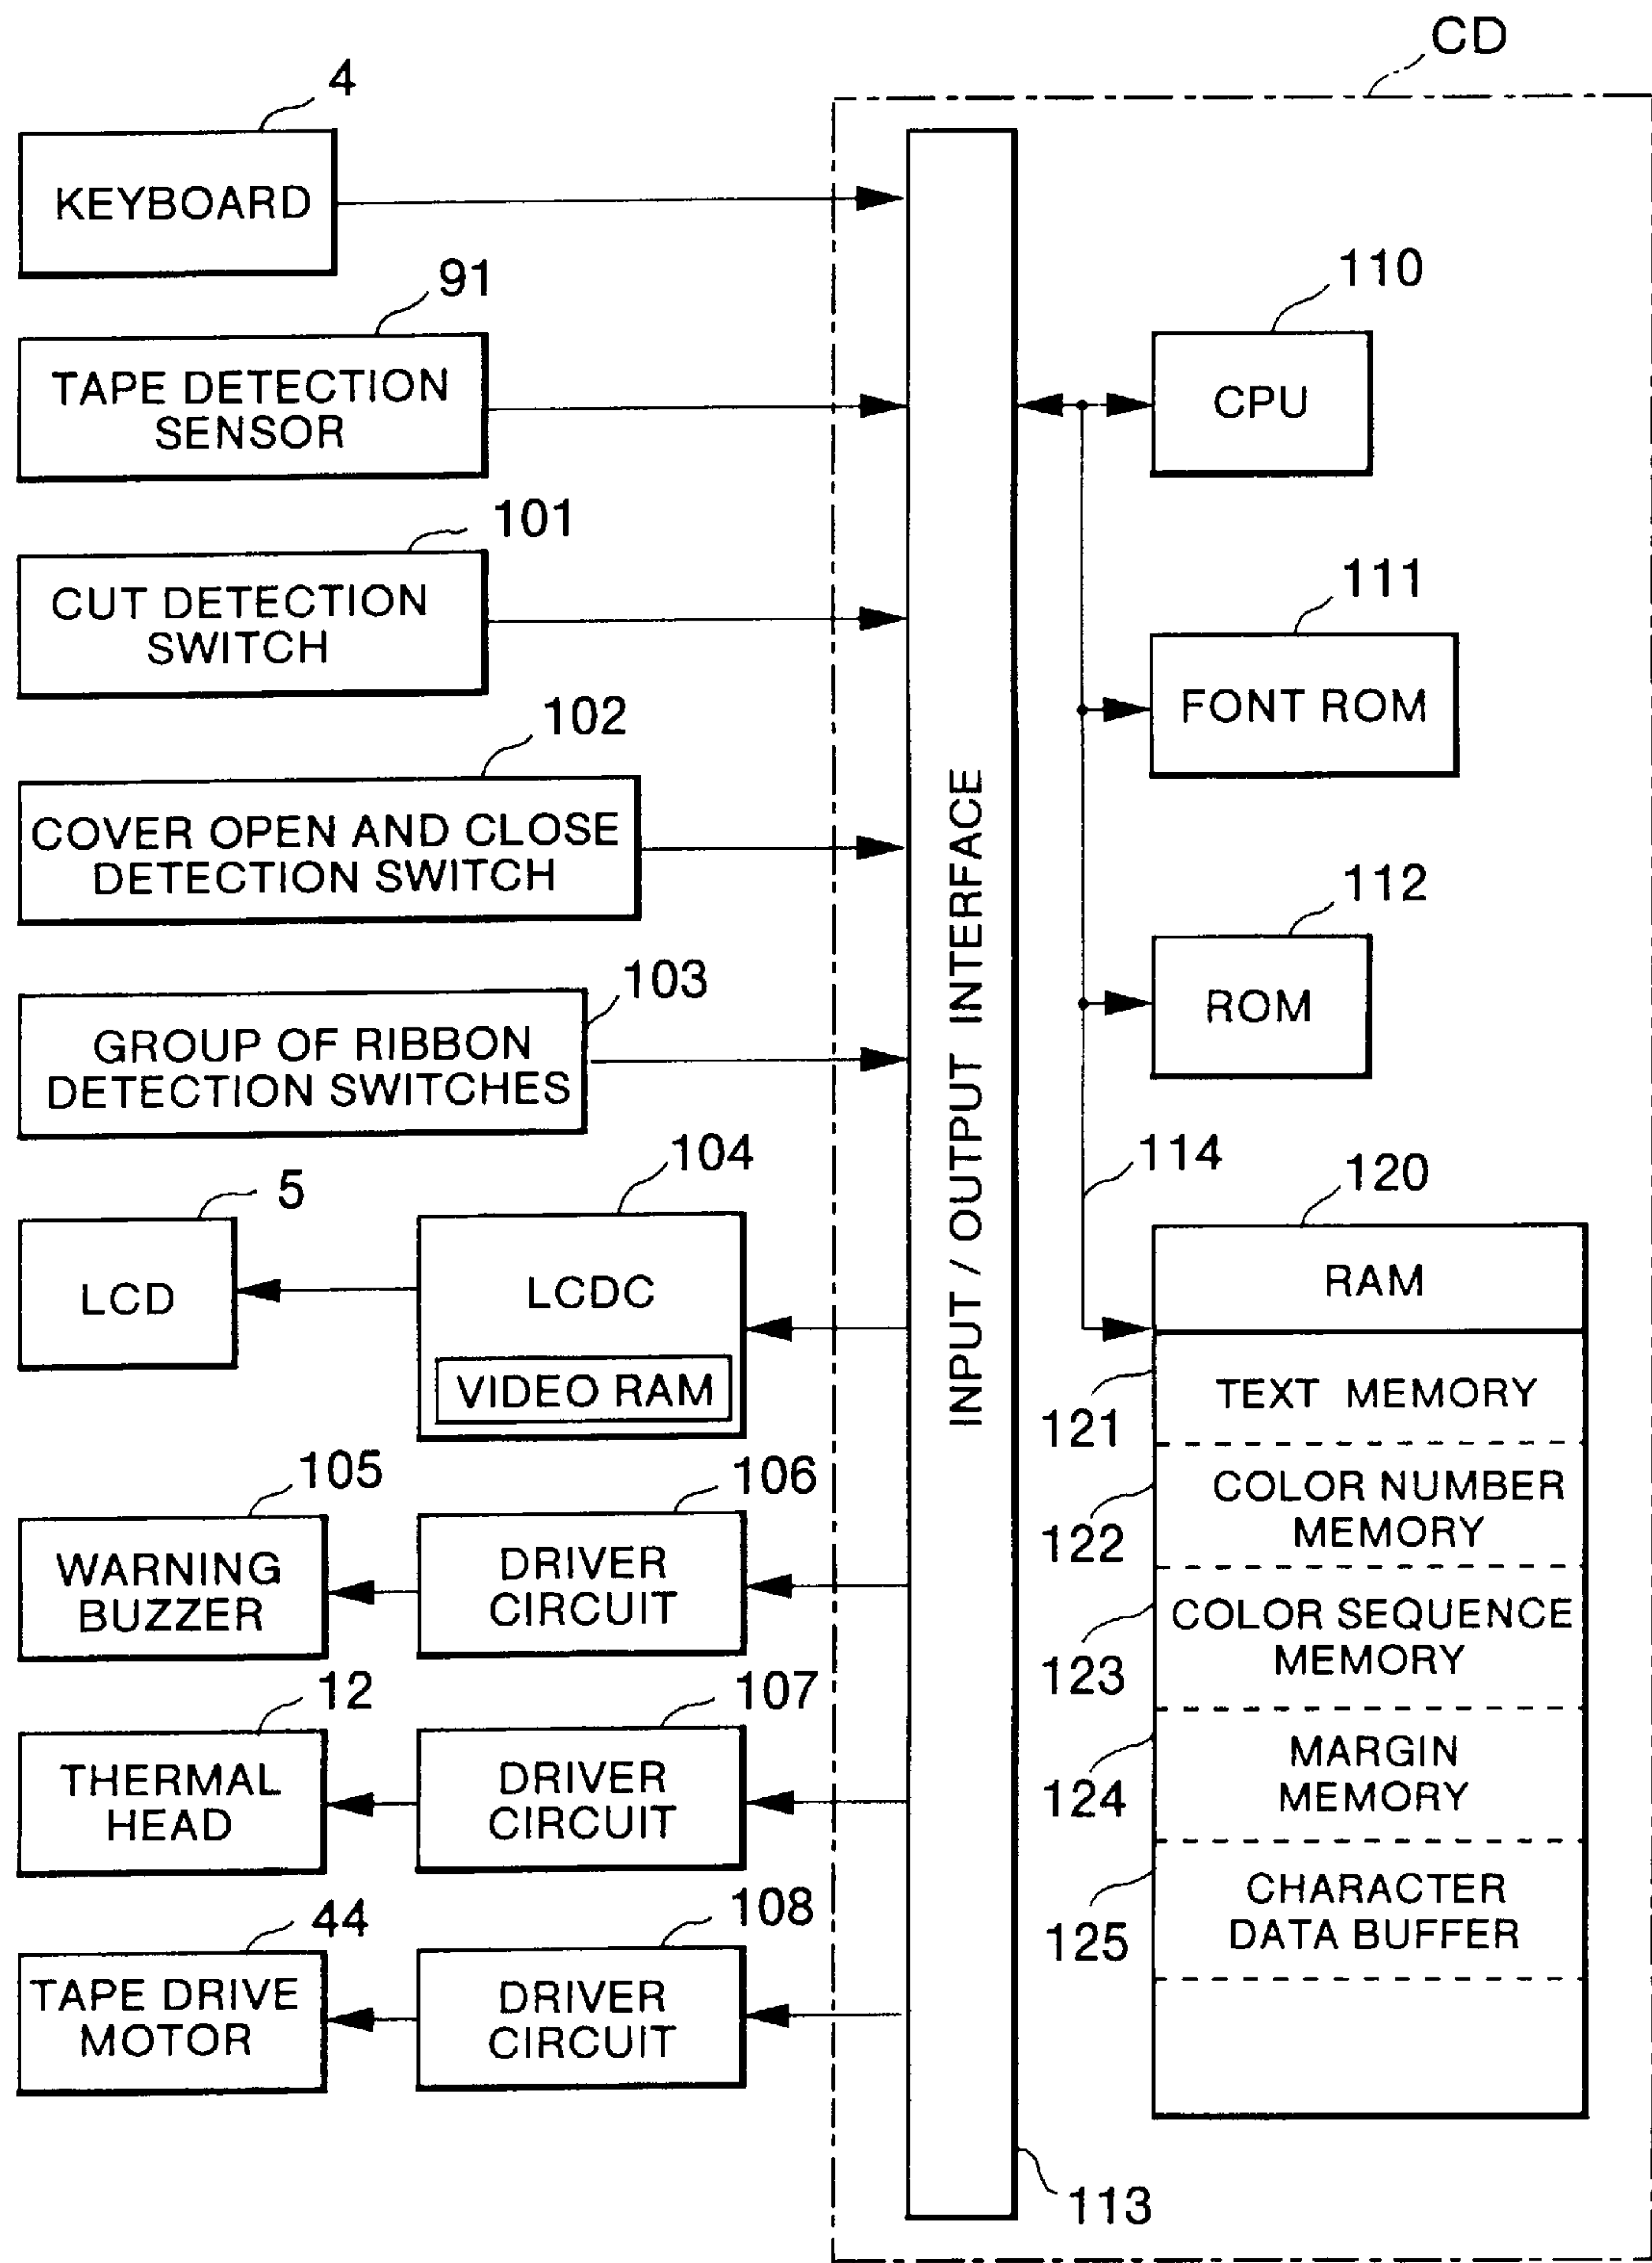 CD
4
KEYBOARD
91
TAPE DETECTION
SENSOR
101
CUT DETECTION
SWITCH
102
COVER OPEN AND CLOSE
DETECTION SWITCH
103
GROUP OF RIBBON
DETECTION SWITCHES
5
LCD
104
LCDC
VIDEO RAM
105
WARNING
BUZZER
106
DRIVER
CIRCUIT
12
THERMAL
HEAD
107
DRIVER
CIRCUIT
44
TAPE DRIVE
MOTOR
108
DRIVER
CIRCUIT
INPUT / OUTPUT INTERFACE
113
110
CPU
111
FONT ROM
112
ROM
114
120
RAM
121
TEXT MEMORY
122
COLOR NUMBER
MEMORY
123
COLOR SEQUENCE
MEMORY
124
MARGIN
MEMORY
125
CHARACTER
DATA BUFFER